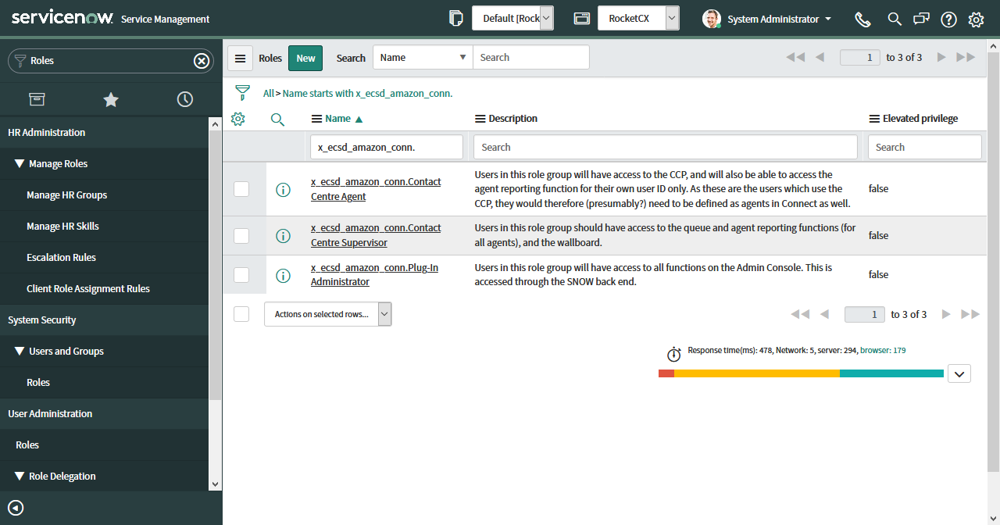 servicenow Service Management
Default [Rock
RocketCX
System Administrator
Roles
Roles
New
Search
Name
Search
1 to 3 of 3
All > Name starts with x_ecsd_amazon_conn.
Name
Description
Elevated privilege
x_ecsd_amazon_conn.
Search
Search
x_ecsd_amazon_conn.Contact
Centre Agent
Users in this role group will have access to the CCP, and will also be able to access the
agent reporting function for their own user ID only. As these are the users which use the
CCP, they would therefore (presumably?) need to be defined as agents in Connect as well.
false
x_ecsd_amazon_conn.Contact
Centre Supervisor
Users in this role group should have access to the queue and agent reporting functions (for
all agents), and the wallboard.
false
x_ecsd_amazon_conn.Plug-In
Administrator
Users in this role group will have access to all functions on the Admin Console. This is
accessed through the SNOW back end.
false
Actions on selected rows...
1 to 3 of 3
Response time(ms): 478, Network: 5, server: 294, browser: 179
HR Administration
Manage Roles
Manage HR Groups
Manage HR Skills
Escalation Rules
Client Role Assignment Rules
System Security
Users and Groups
Roles
User Administration
Roles
Role Delegation